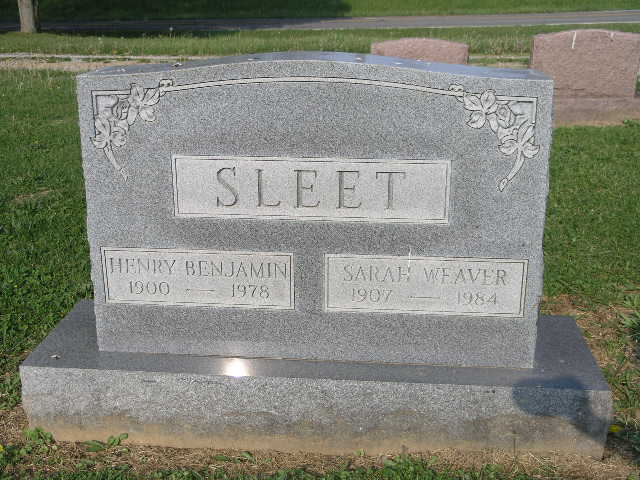 SLEET
HENRY BENJAMIN
1900 — 1978
SARAH WEAVER
1907 — 1984